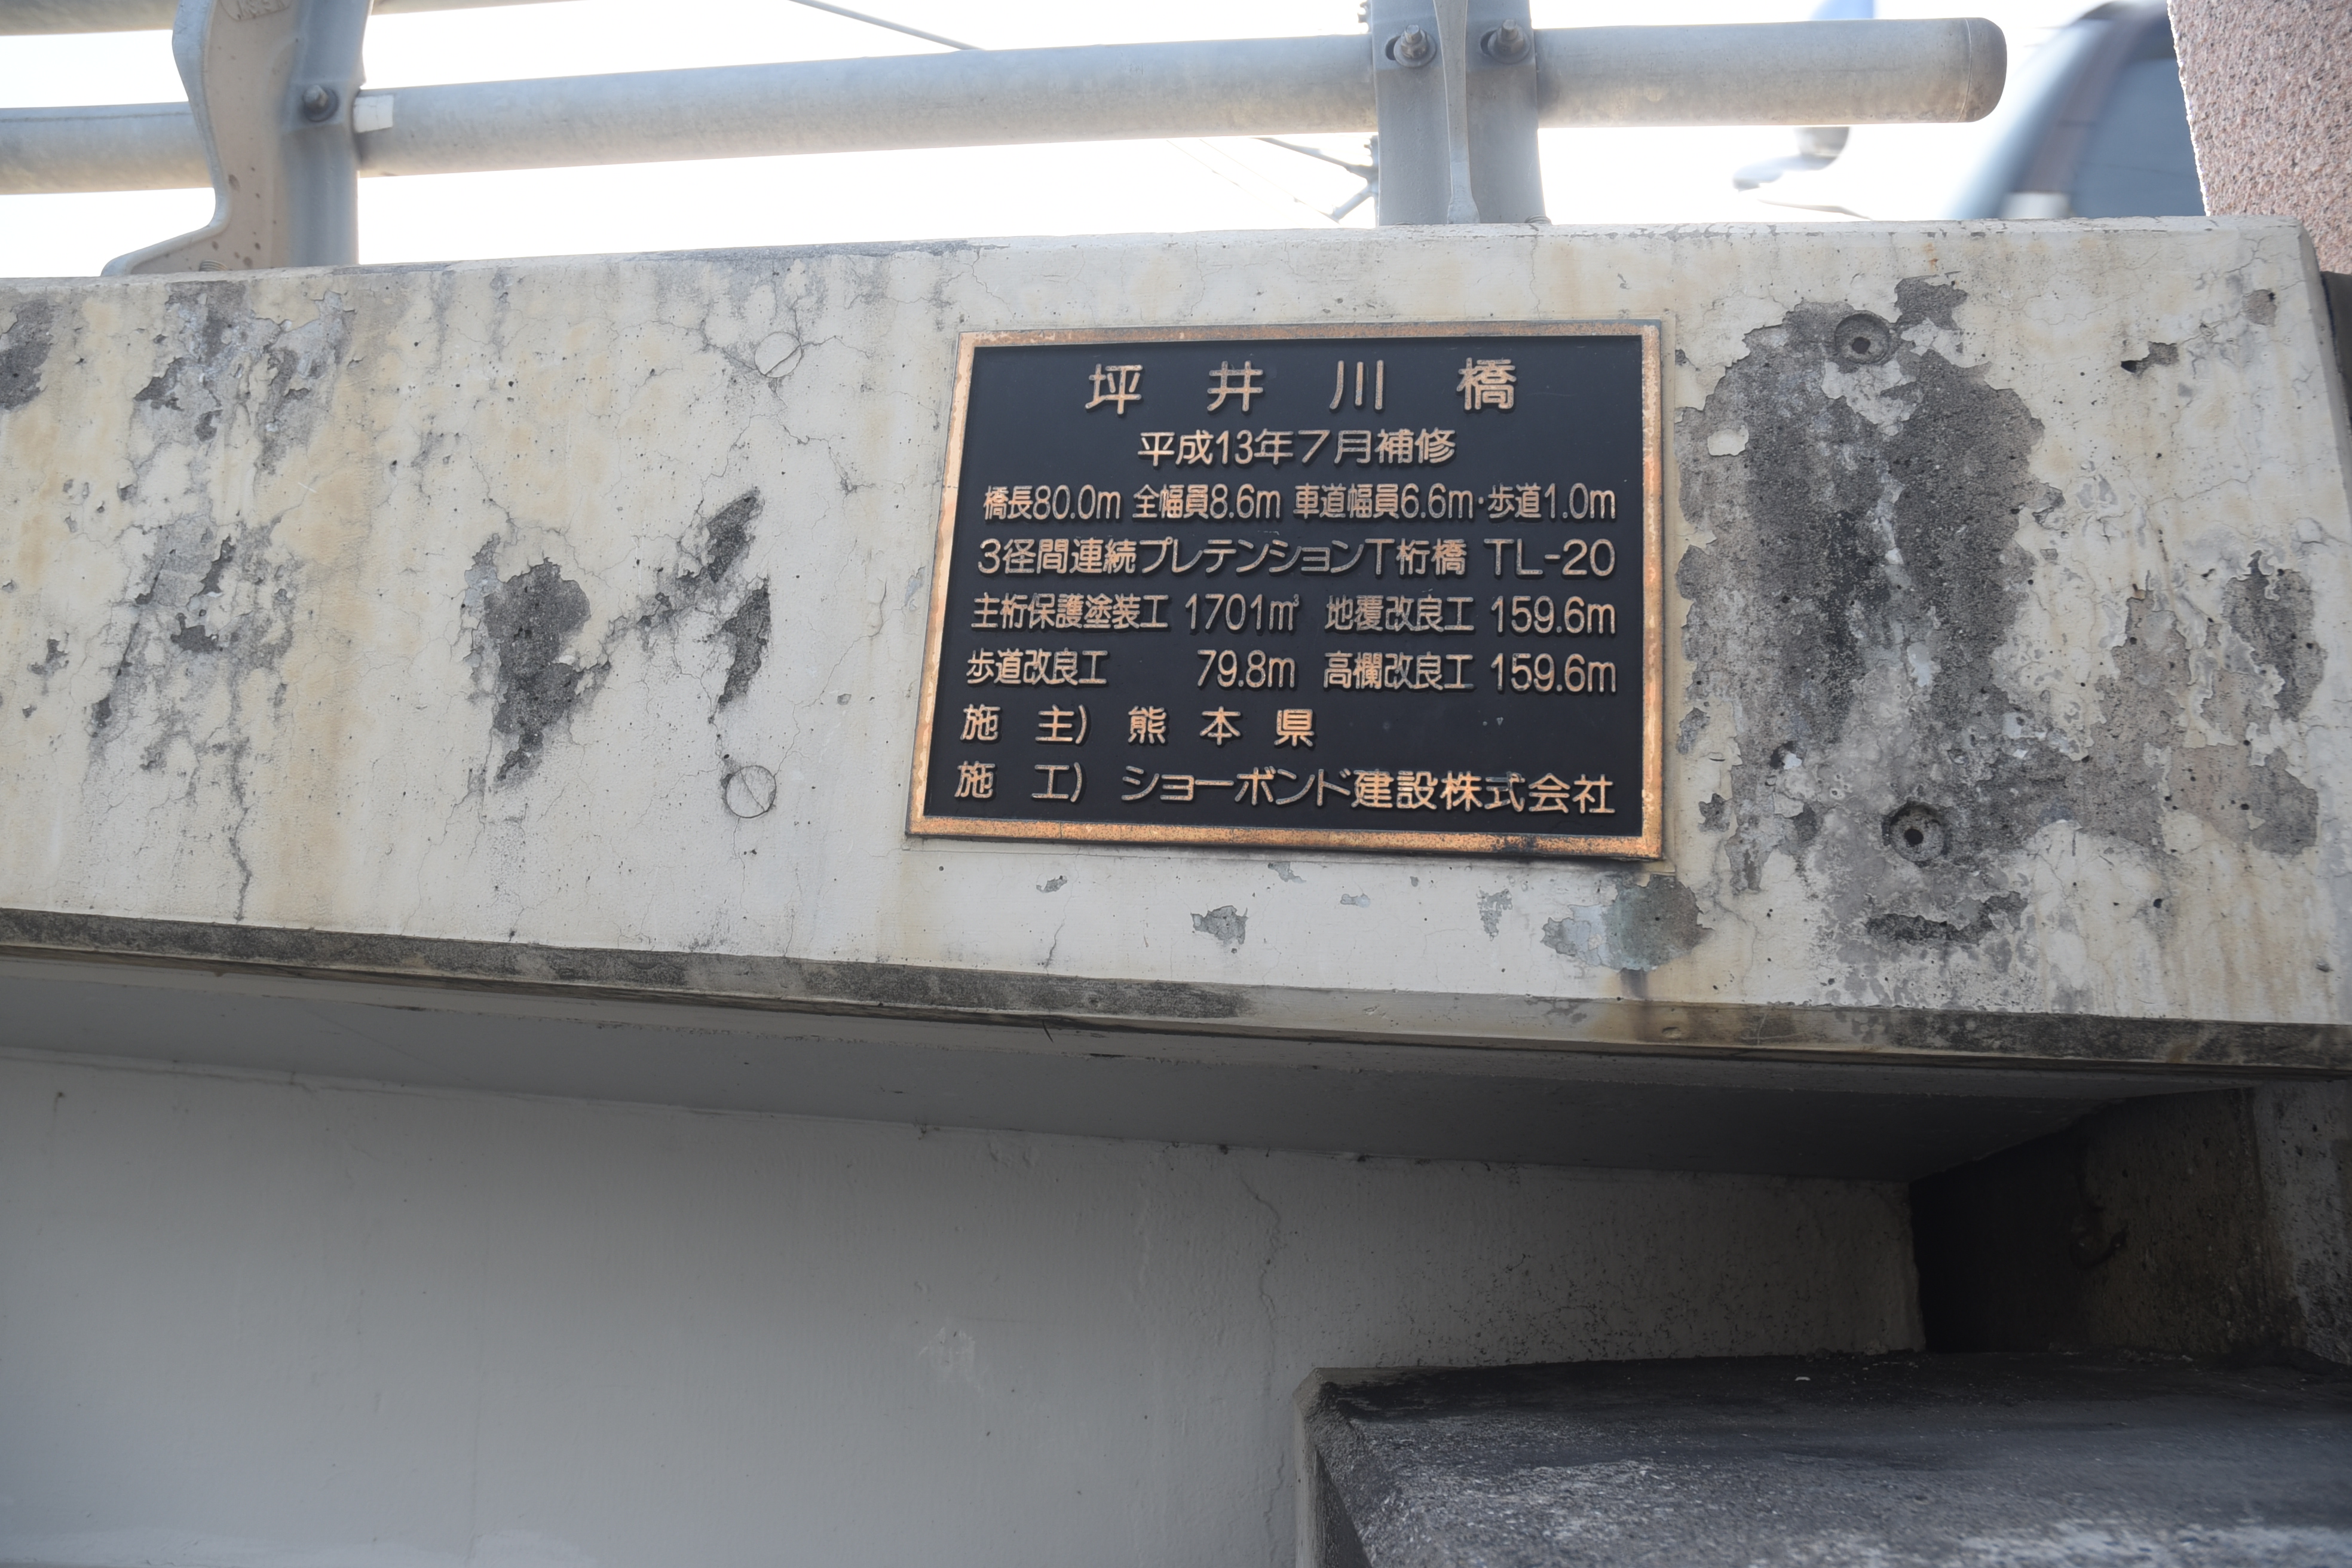 坪井川橋
平成13年7月補修
橋長80.0m 全幅員8.6m 車道幅員6.6m・歩道1.0m
3径間連続プレテンションT桁橋 TL-20
主桁保護塗装工 1701㎡ 地覆改良工 159.6m
歩道改良工 79.8m 高欄改良工 159.6m
施主) 熊本県
施工) ショーボンド建設株式会社